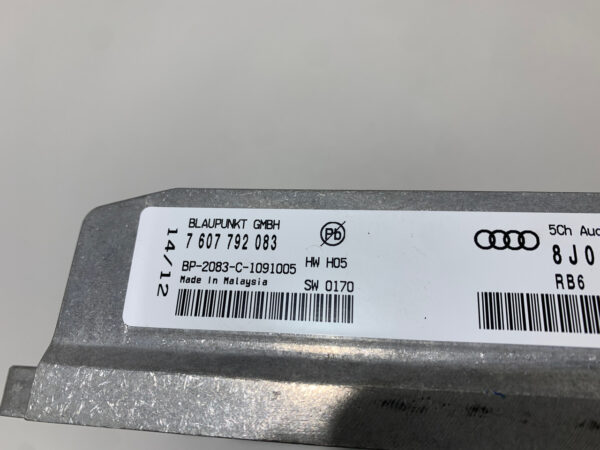 BLAUPUNKT GMBH
7 607 792 083
Pb
BP-2083-C-1091005
HW H05
Made in Malaysia
SW 0170
14/12
5Ch Aud
8J0
RB6